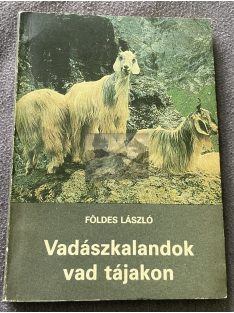 FÖLDES LÁSZLÓ
Vadászkalandok
vad tájakon